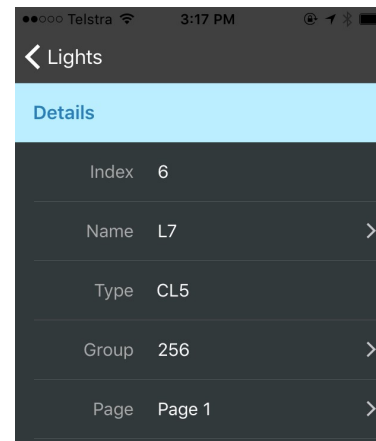 Telstra 3:17 PM
Lights
Details
Index 6
Name L7
Type CL5
Group 256
Page Page 1